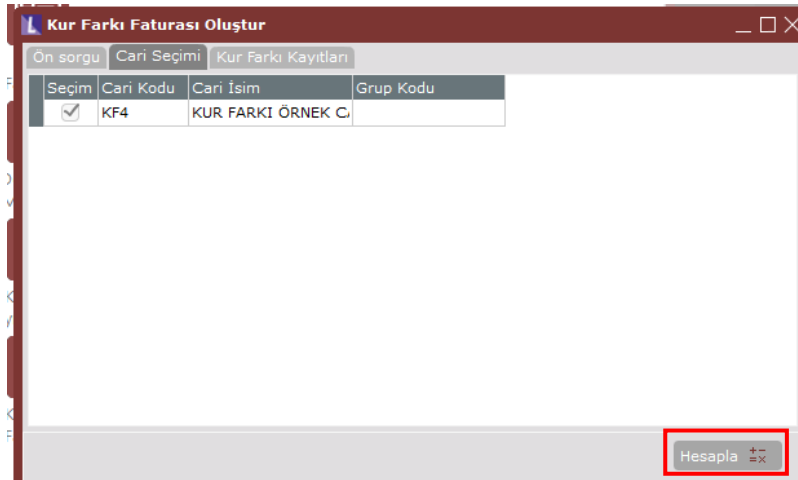 Kur Farkı Faturası Oluştur
Ön sorgu Cari Seçimi Kur Farkı Kayıtları
Seçim Cari Kodu Cari İsim Grup Kodu
KF4 KUR FARKI ÖRNEK
Hesapla